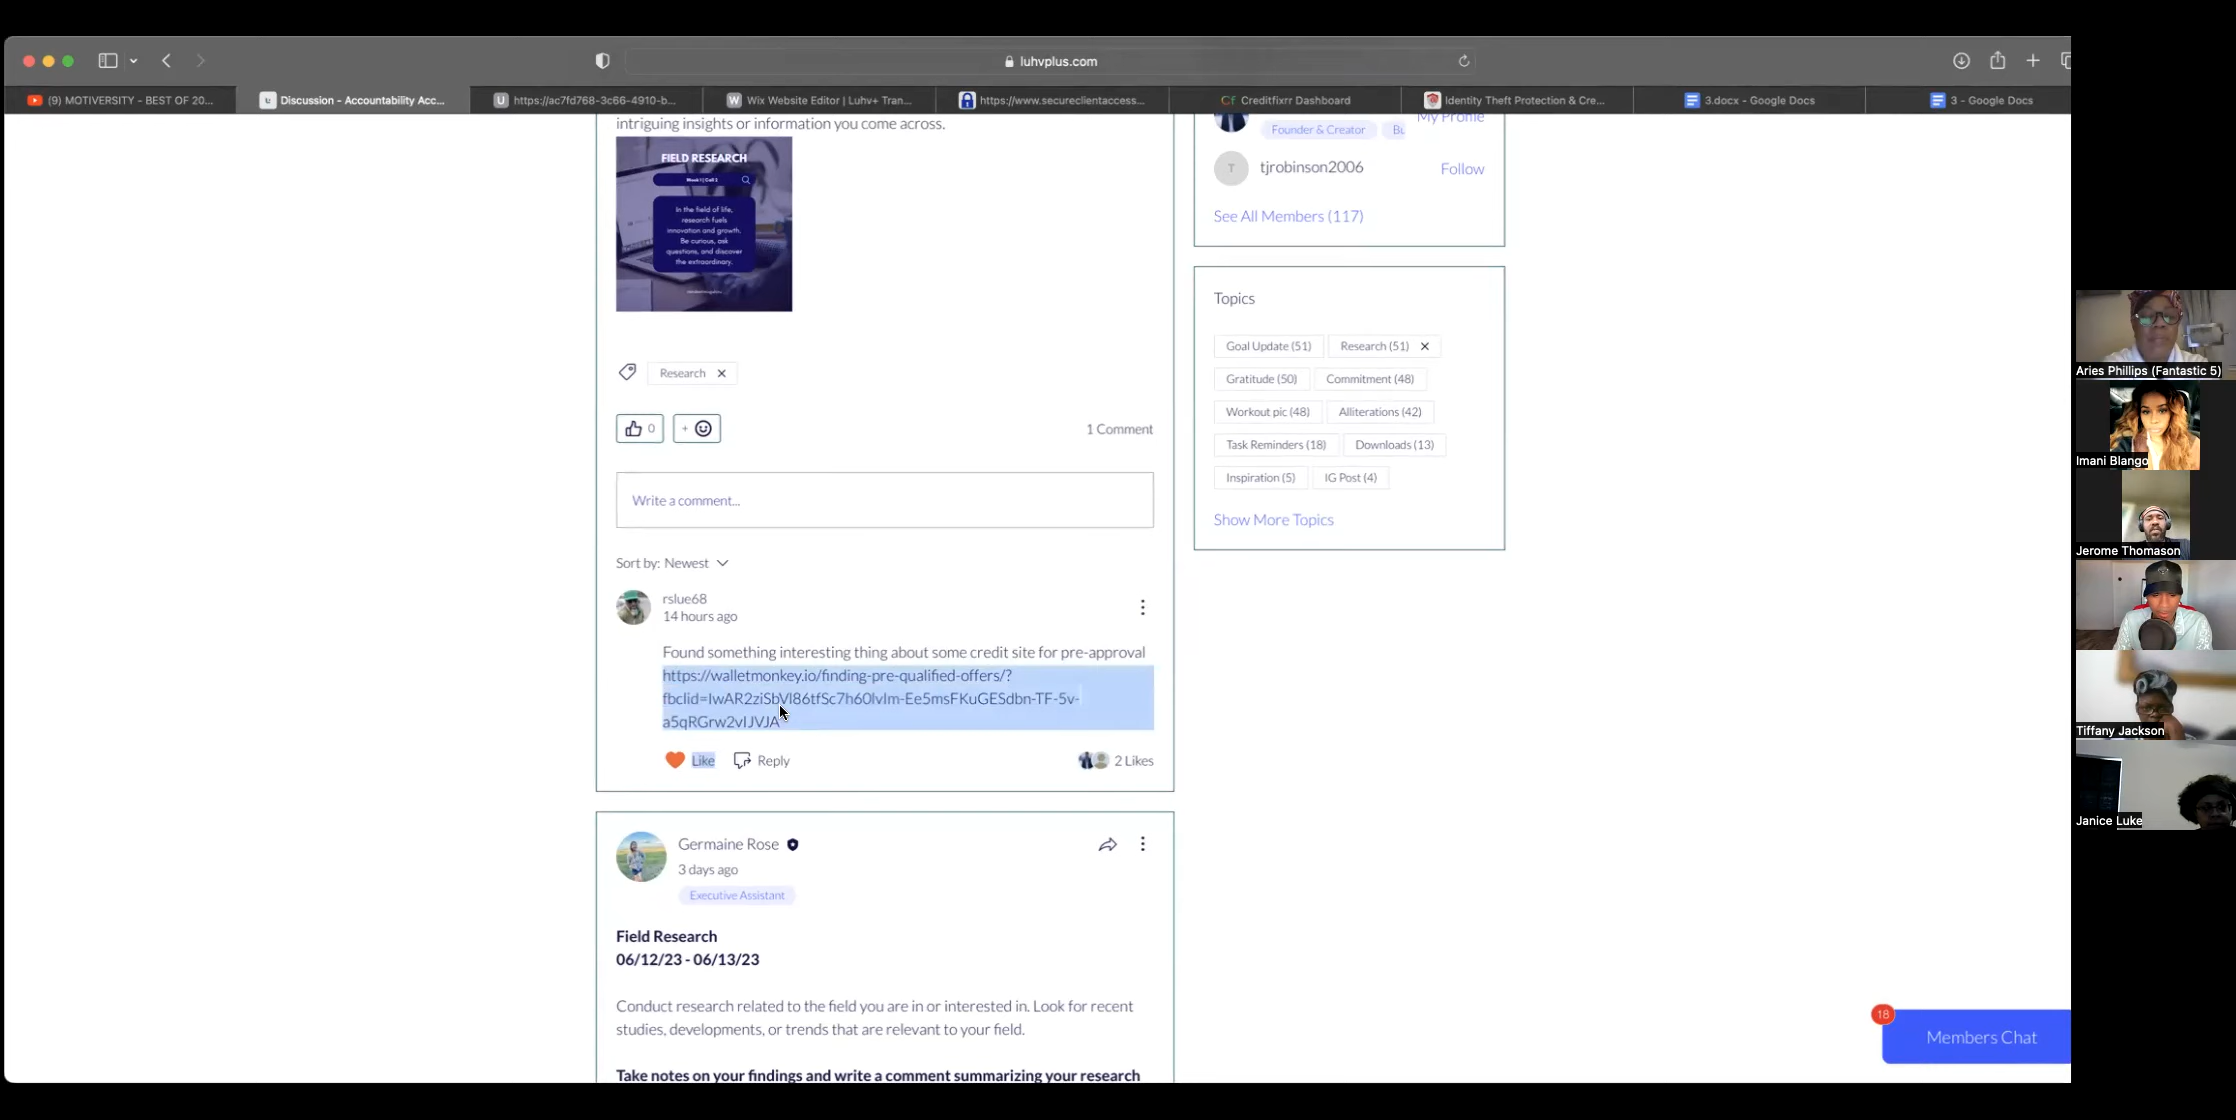 luhvplus.com
(9) MOTIVERSITY - BEST OF 20...
Discussion - Accountability Acc...
https://ac7fd768-3c66-4910-b...
Wix Website Editor | Luhv+ Tran...
https://www.secureclientaccess...
Creditfixrr Dashboard
Identity Theft Protection & Cre...
3.docx - Google Docs
3 - Google Docs
intriguing insights or information you come across.
FIELD RESEARCH
Week 1 | Call 2
In the field of life,
research fuels
innovation and growth.
Be curious, ask
questions, and discover
the extraordinary.
Research
0
+
1 Comment
Write a comment...
Sort by: Newest
rslue68
14 hours ago
Found something interesting thing about some credit site for pre-approval
https://walletmonkey.io/finding-pre-qualified-offers/?
fbclid=IwAR2ziSbVl86tfSc7h60lvlm-Ee5msFKuGESdbn-TF-5v-
a5qRGrw2vIJVJA
Like
Reply
2 Likes
Germaine Rose
3 days ago
Executive Assistant
Field Research
06/12/23 - 06/13/23
Conduct research related to the field you are in or interested in. Look for recent
studies, developments, or trends that are relevant to your field.
Take notes on your findings and write a comment summarizing your research
Founder & Creator
Bu
My Profile
T
tjrobinson2006
Follow
See All Members (117)
Topics
Goal Update (51)
Research (51)
Gratitude (50)
Commitment (48)
Workout pic (48)
Alliterations (42)
Task Reminders (18)
Downloads (13)
Inspiration (5)
IG Post (4)
Show More Topics
18
Members Chat
Aries Phillips (Fantastic 5)
Imani Blango
Jerome Thomason
Tiffany Jackson
Janice Luke